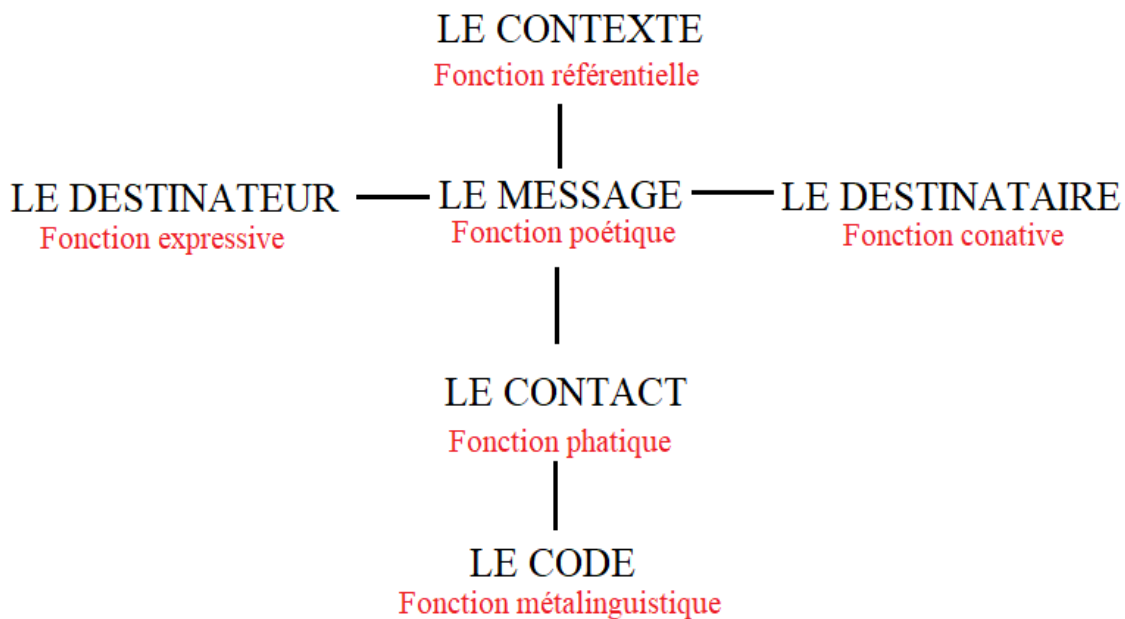 LE CONTEXTE
Fonction référentielle
LE DESTINATEUR
Fonction expressive
LE MESSAGE
Fonction poétique
LE DESTINATAIRE
Fonction conative
LE CONTACT
Fonction phatique
LE CODE
Fonction métalinguistique